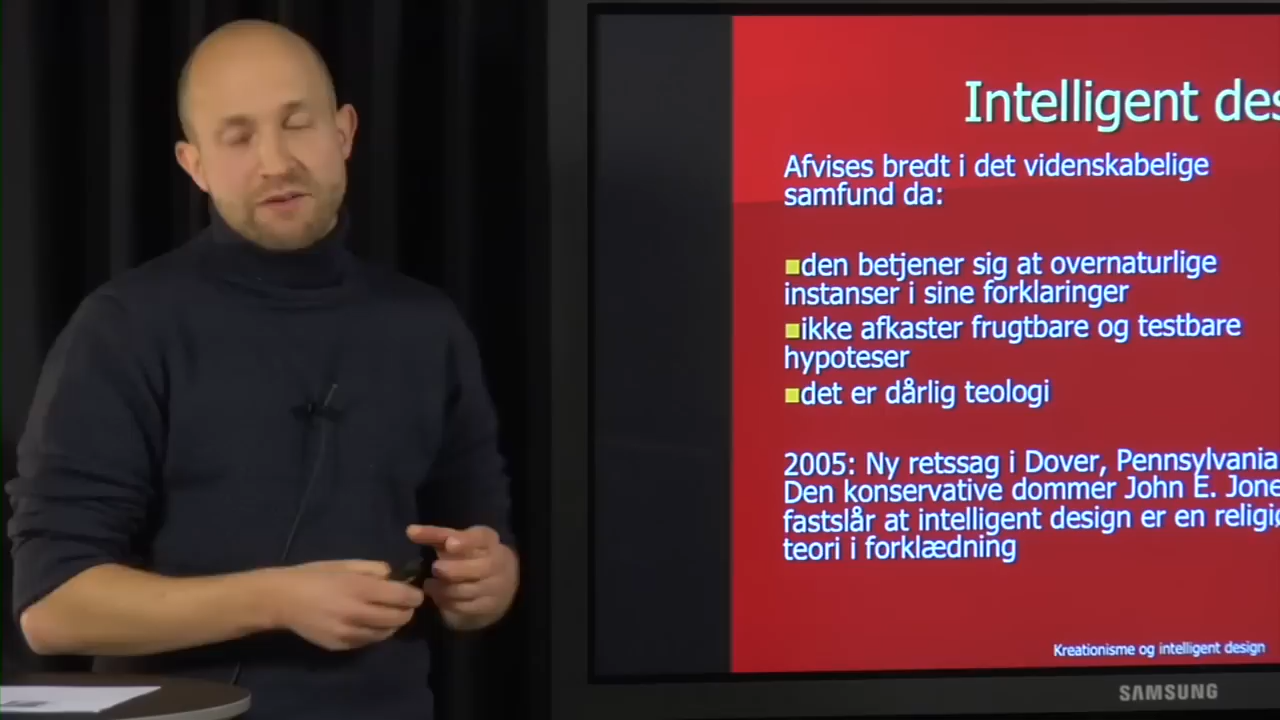 Intelligent des
Afvises bredt i det videnskabelige
samfund da:
den betjener sig at overnaturlige
instanser i sine forklaringer
ikke afkaster frugtbare og testbare
hypoteser
det er dårlig teologi
2005: Ny retssag i Dover, Pennsylvania
Den konservative dommer John E. Jone
fastslår at intelligent design er en religiø
teori i forklædning
Kreationisme og intelligent design
SAMSUNG